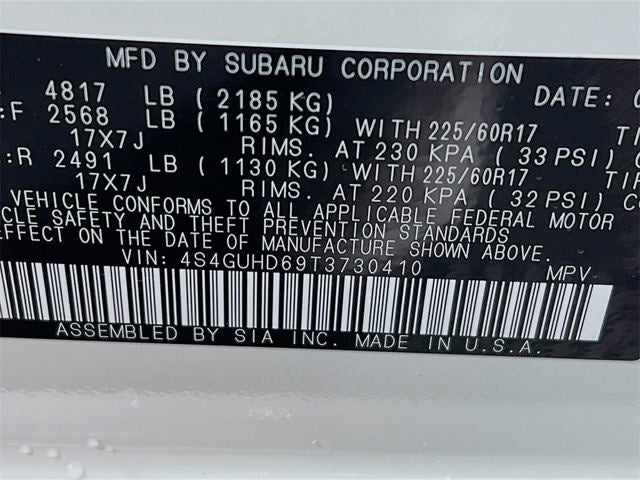 MFD BY SUBARU CORPORATION
4817 LB ( 2185 KG) DATE:
:F 2568 LB ( 1165 KG) WITH 225/60R17
17X7J RIMS. AT 230 KPA ( 33 PSI)
:R 2491 LB ( 1130 KG) WITH 225/60R17
17X7J RIMS. AT 220 KPA ( 32 PSI)
VEHICLE CONFORMS TO ALL APPLICABLE FEDERAL MOTOR
SAFETY AND THEFT PREVENTION STANDARDS
EFFECT ON THE DATE OF MANUFACTURE SHOWN ABOVE.
VIN: 4S4GUHD69T3730410 MPV
ASSEMBLED BY SIA INC. MADE IN U.S.A.